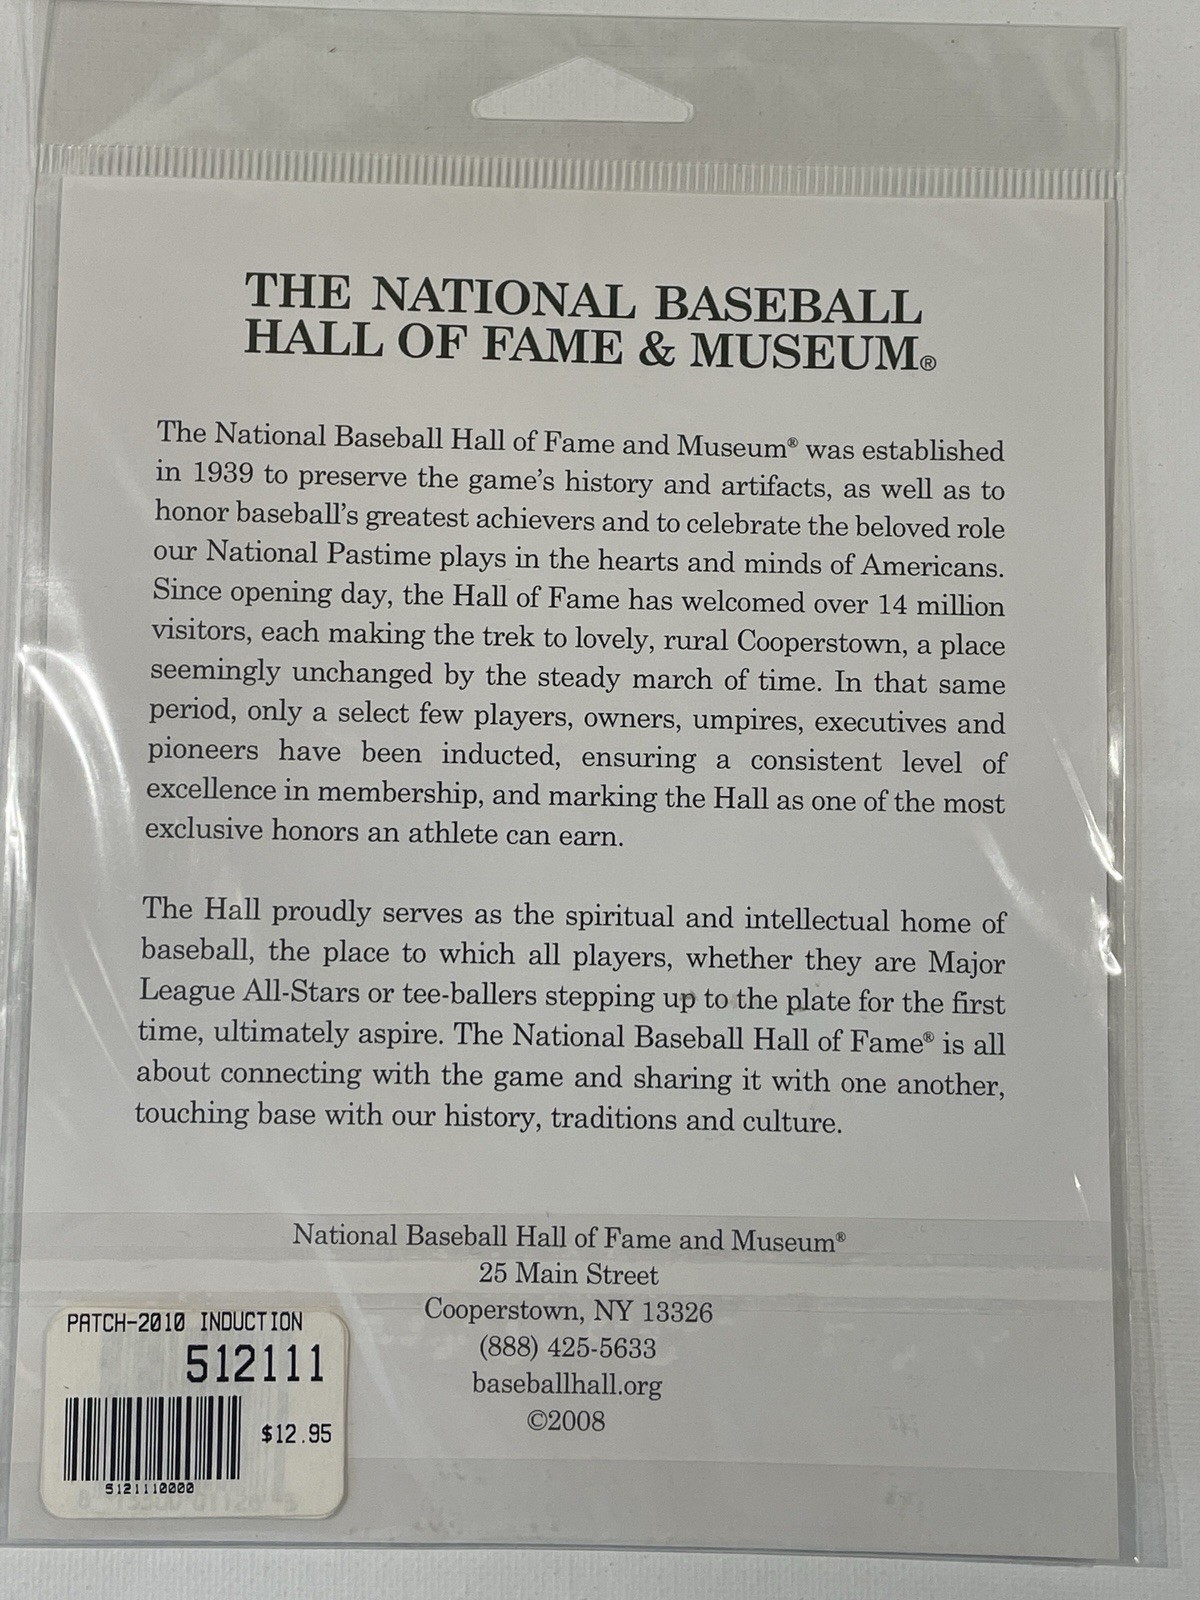 THE NATIONAL BASEBALL
HALL OF FAME & MUSEUM®
The National Baseball Hall of Fame and Museum® was established
in 1939 to preserve the game's history and artifacts, as well as to
honor baseball's greatest achievers and to celebrate the beloved role
our National Pastime plays in the hearts and minds of Americans.
Since opening day, the Hall of Fame has welcomed over 14 million
visitors, each making the trek to lovely, rural Cooperstown, a place
seemingly unchanged by the steady march of time. In that same
period, only a select few players, owners, umpires, executives and
pioneers have been inducted, ensuring a consistent level of
excellence in membership, and marking the Hall as one of the most
exclusive honors an athlete can earn.
The Hall proudly serves as the spiritual and intellectual home of
baseball, the place to which all players, whether they are Major
League All-Stars or tee-ballers stepping up to the plate for the first
time, ultimately aspire. The National Baseball Hall of Fame® is all
about connecting with the game and sharing it with one another,
touching base with our history, traditions and culture.
National Baseball Hall of Fame and Museum®
25 Main Street
Cooperstown, NY 13326
(888) 425-5633
baseballhall.org
©2008
PATCH-2010 INDUCTION
512111
$12.95
5121110000